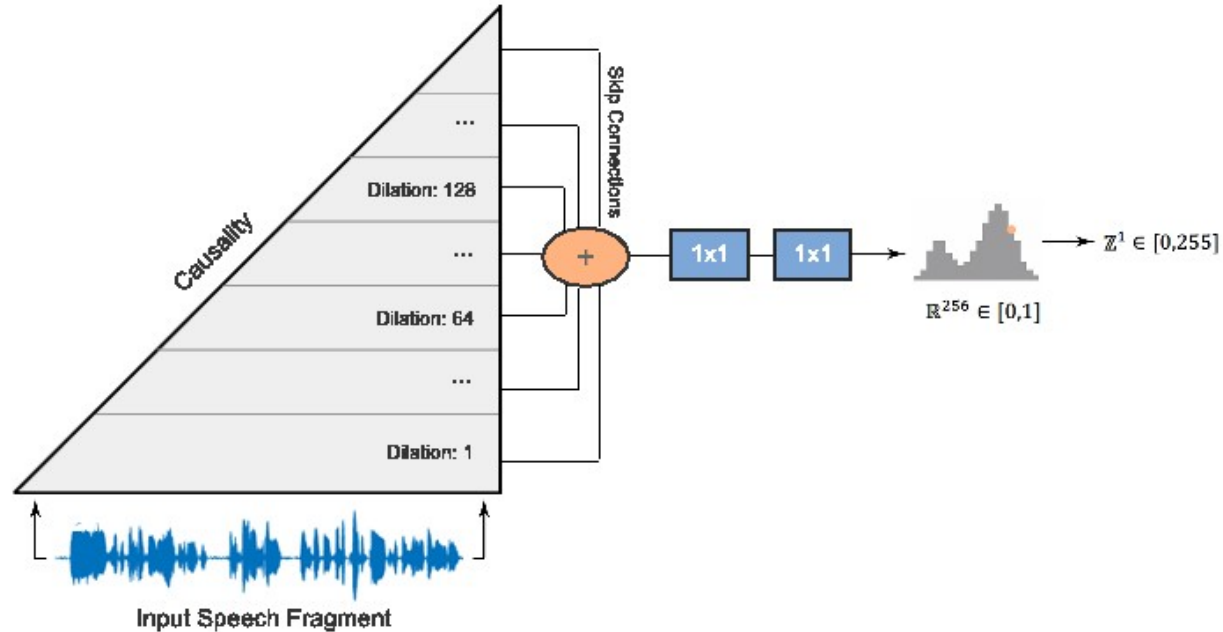 ...
Dilation: 128
...
Dilation: 64
...
Dilation: 1
Causality
Skip Connections
+
1x1
1x1
ℝ²⁵⁶ ∈ [0,1]
ℤ¹ ∈ [0,255]
Input Speech Fragment